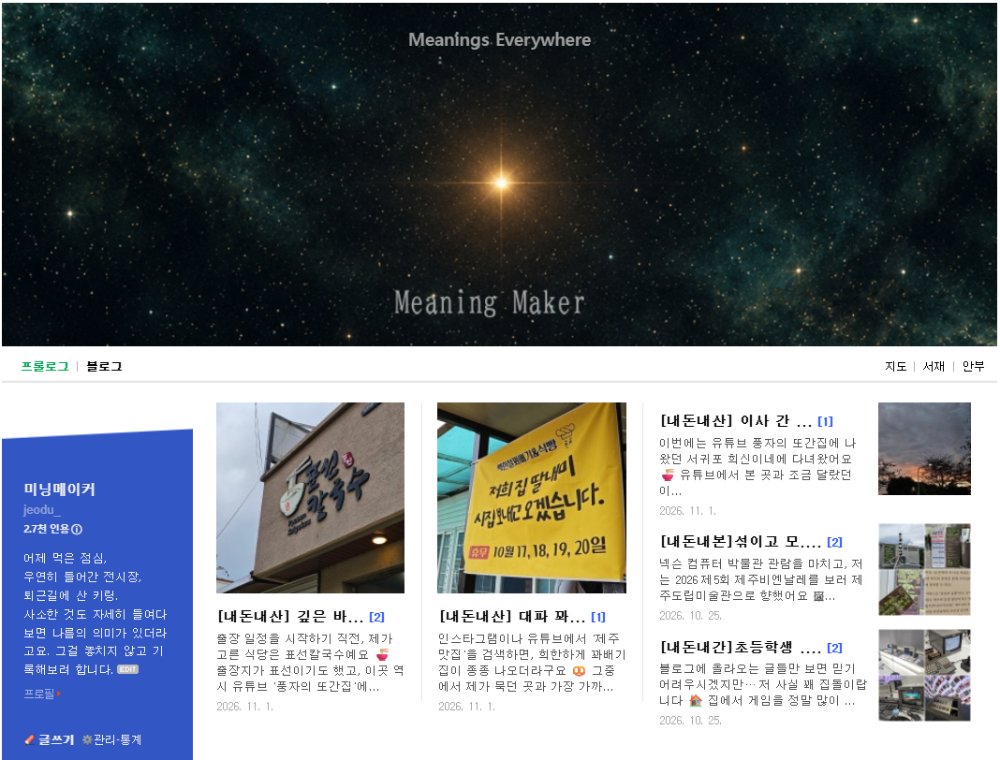 Meanings Everywhere
Meaning Maker
프롤로그 | 블로그
지도 | 서재 | 안부
미닝메이커
jeodu_
2.7천 인용
어제 먹은 점심,
우연히 들어간 전시장,
퇴근길에 산 키링.
사소한 것도 자세히 들여다
보면 나름의 의미가 있더라
고요. 그걸 놓치지 않고 기
록해보려 합니다. EDIT
프로필
글쓰기 관리·통계
표선
칼국수
[내돈내산] 깊은 바... [2]
출장 일정을 시작하기 직전, 제가
고른 식당은 표선칼국수예요 🍜
출장지가 표선이기도 했고, 이곳 역
시 유튜브 '풍자의 또간집'에...
2026. 11. 1.
저희 집 딸내미
시집보내고 오겠습니다.
휴무 10월 17, 18, 19, 20일
[내돈내산] 대파 꽈... [1]
인스타그램이나 유튜브에서 '제주
맛집'을 검색하면, 희한하게 꽈배기
집이 종종 나오더라구요 🥨 그중
에서 제가 묵던 곳과 가장 가까...
2026. 11. 1.
[내돈내산] 이사 간 ... [1]
이번에는 유튜브 풍자의 또간집에 나
왔던 서귀포 회신이네에 다녀왔어요
🍜 유튜브에서 본 곳과 조금 달랐던
이...
2026. 11. 1.
[내돈내본]섞이고 모.... [2]
넥슨 컴퓨터 박물관 관람을 마치고, 저
는 2026 제5회 제주비엔날레를 보러 제
주도립미술관으로 향했어요 🖼...
2026. 10. 25.
[내돈내간]초등학생 .... [2]
블로그에 올라오는 글들만 보면 믿기
어려우시겠지만… 저 사실 꽤 집돌이랍
니다 🏠 집에서 게임을 정말 많이 ...
2026. 10. 25.